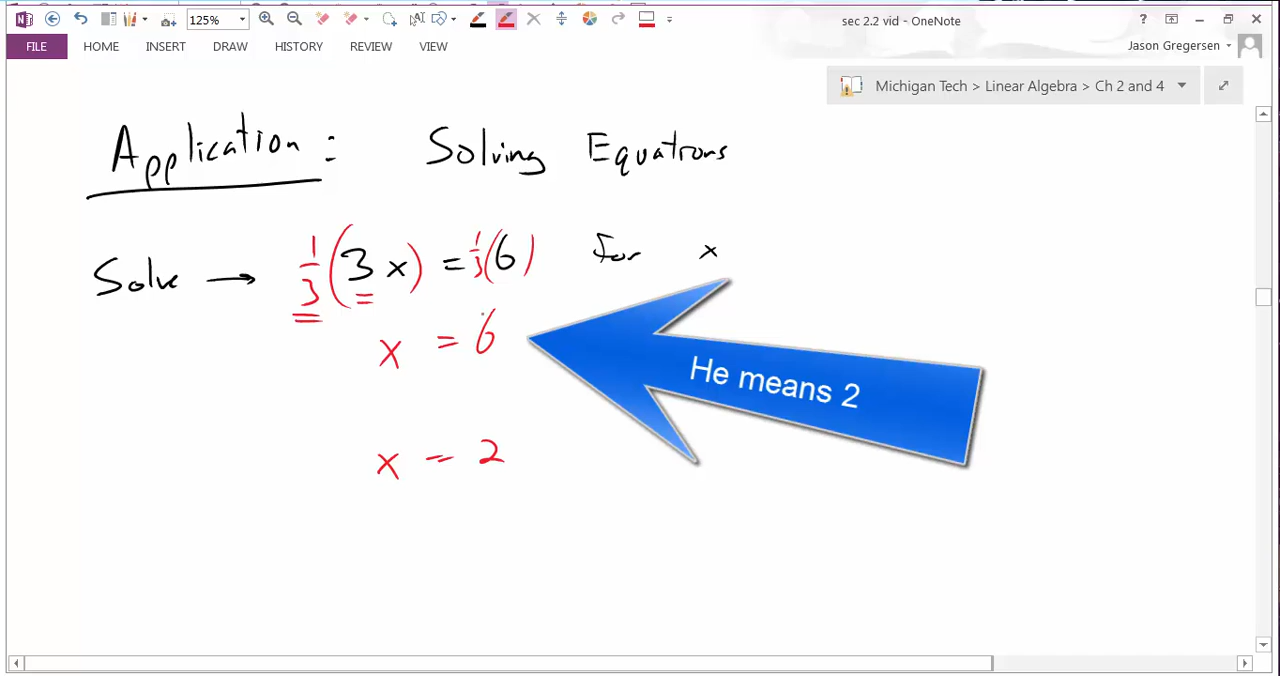 125%
sec 2.2 vid - OneNote
?
FILE HOME INSERT DRAW HISTORY REVIEW VIEW
Jason Gregersen
Michigan Tech > Linear Algebra > Ch 2 and 4
Application: Solving Equations
Solve → 1/3(3x) = 1/3(6) for x
x = 6
He means 2
x = 2